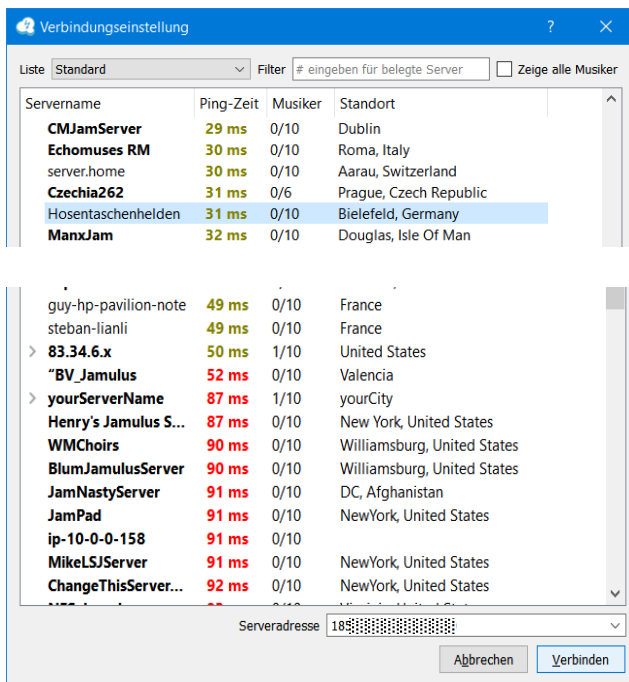 Verbindungseinstellung ?
Liste Standard Filter # eingeben für belegte Server Zeige alle Musiker
Servername Ping-Zeit Musiker Standort
CMJamServer 29 ms 0/10 Dublin
Echomuses RM 30 ms 0/10 Roma, Italy
server.home 30 ms 0/10 Aarau, Switzerland
Czechia262 31 ms 0/6 Prague, Czech Republic
Hosentaschenhelden 31 ms 0/10 Bielefeld, Germany
ManxJam 32 ms 0/10 Douglas, Isle Of Man
guy-hp-pavilion-note 49 ms 0/10 France
steban-lianli 49 ms 0/10 France
83.34.6.x 50 ms 1/10 United States
“BV_Jamulus 52 ms 0/10 Valencia
yourServerName 87 ms 1/10 yourCity
Henry's Jamulus S... 87 ms 0/10 New York, United States
WMChoirs 90 ms 0/10 Williamsburg, United States
BlumJamulusServer 90 ms 0/10 Williamsburg, United States
JamNastyServer 91 ms 0/10 DC, Afghanistan
JamPad 91 ms 0/10 NewYork, United States
ip-10-0-0-158 91 ms 0/10
MikeLSJServer 91 ms 0/10 NewYork, United States
ChangeThisServer... 92 ms 0/10 NewYork, United States
Serveradresse 185
Abbrechen Verbinden